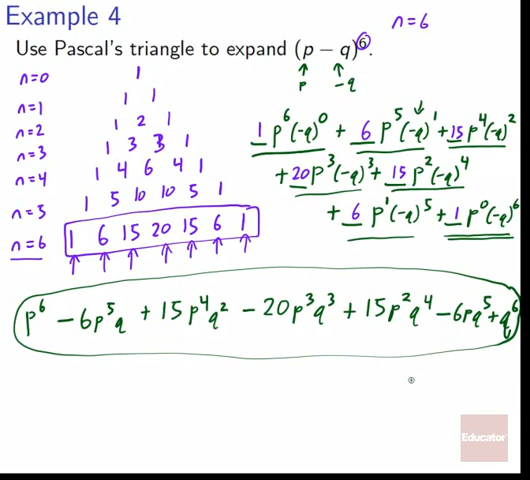 Example 4
n=6
Use Pascal's triangle to expand (p − q)⁶.
p −q
n=0 1
n=1 1 1
n=2 1 2 1
n=3 1 3 3 1
n=4 1 4 6 4 1
n=5 1 5 10 10 5 1
n=6 1 6 15 20 15 6 1
1p⁶(-q)⁰ + 6p⁵(-q)¹ + 15p⁴(-q)²
+ 20p³(-q)³ + 15p²(-q)⁴
+ 6p¹(-q)⁵ + 1p⁰(-q)⁶
p⁶ − 6p⁵q + 15p⁴q² − 20p³q³ + 15p²q⁴ − 6pq⁵ + q⁶
Educator